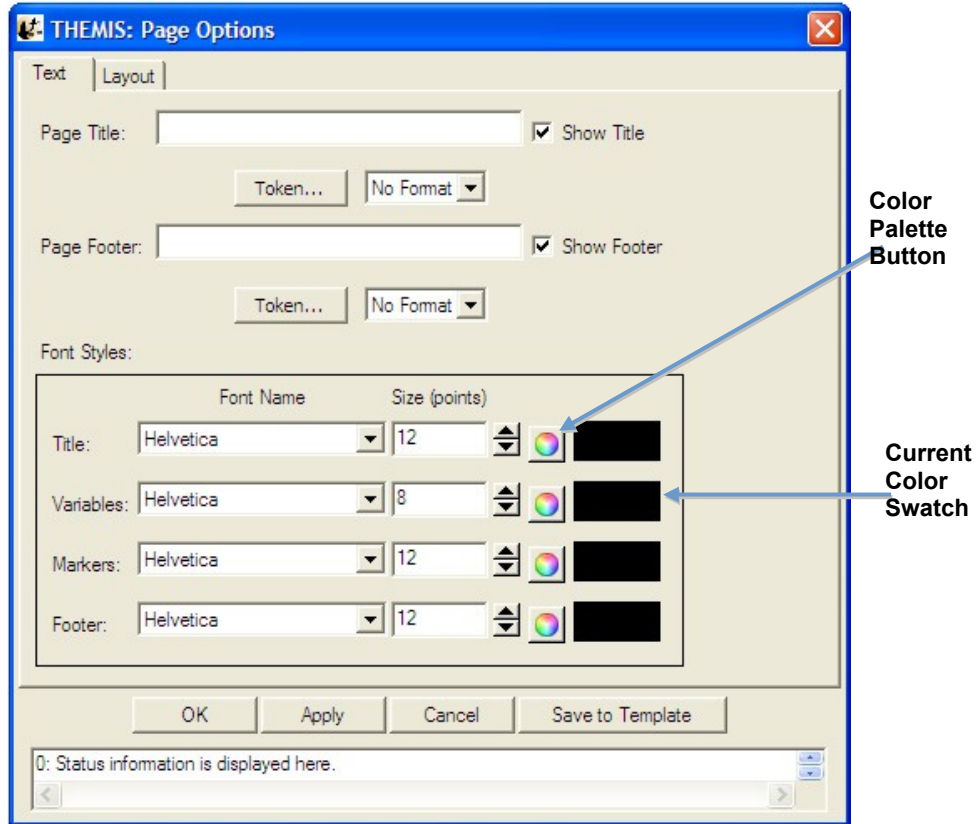 THEMIS: Page Options
Text Layout
Page Title: Show Title
Token... No Format
Color
Palette
Button
Page Footer: Show Footer
Token... No Format
Font Styles:
Font Name Size (points)
Title: Helvetica 12
Current
Color
Swatch
Variables: Helvetica 8
Markers: Helvetica 12
Footer: Helvetica 12
OK Apply Cancel Save to Template
0: Status information is displayed here.